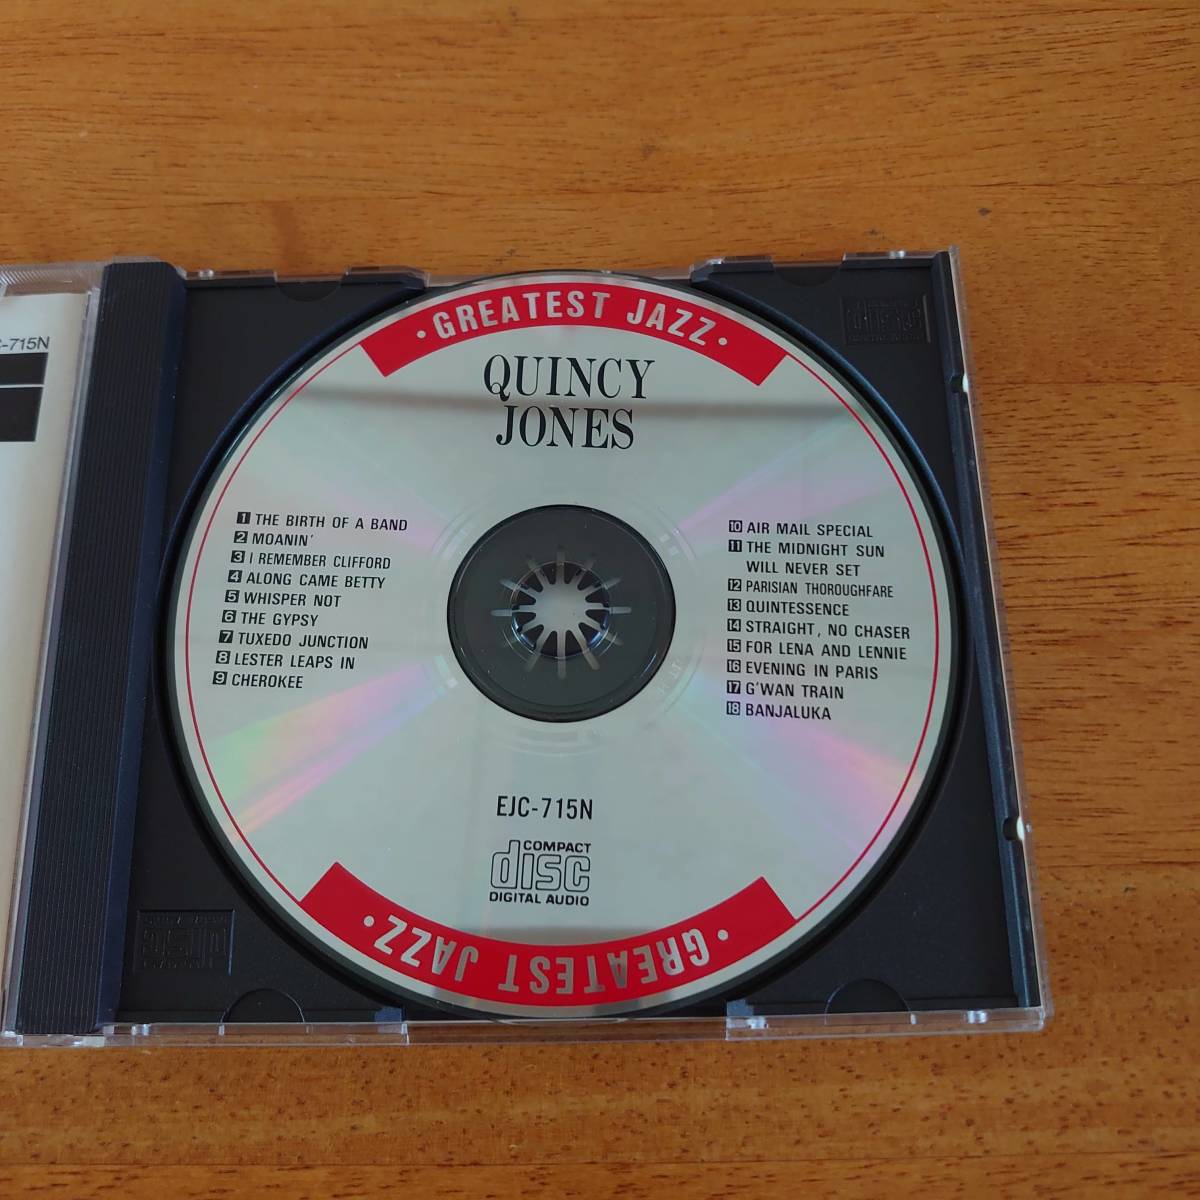 C-715N
· GREATEST JAZZ ·
QUINCY
JONES
1 THE BIRTH OF A BAND
2 MOANIN'
3 I REMEMBER CLIFFORD
4 ALONG CAME BETTY
5 WHISPER NOT
6 THE GYPSY
7 TUXEDO JUNCTION
8 LESTER LEAPS IN
9 CHEROKEE
10 AIR MAIL SPECIAL
11 THE MIDNIGHT SUN
WILL NEVER SET
12 PARISIAN THOROUGHFARE
13 QUINTESSENCE
14 STRAIGHT, NO CHASER
15 FOR LENA AND LENNIE
16 EVENING IN PARIS
17 G'WAN TRAIN
18 BANJALUKA
EJC-715N
COMPACT
disc
DIGITAL AUDIO
· GREATEST JAZZ ·